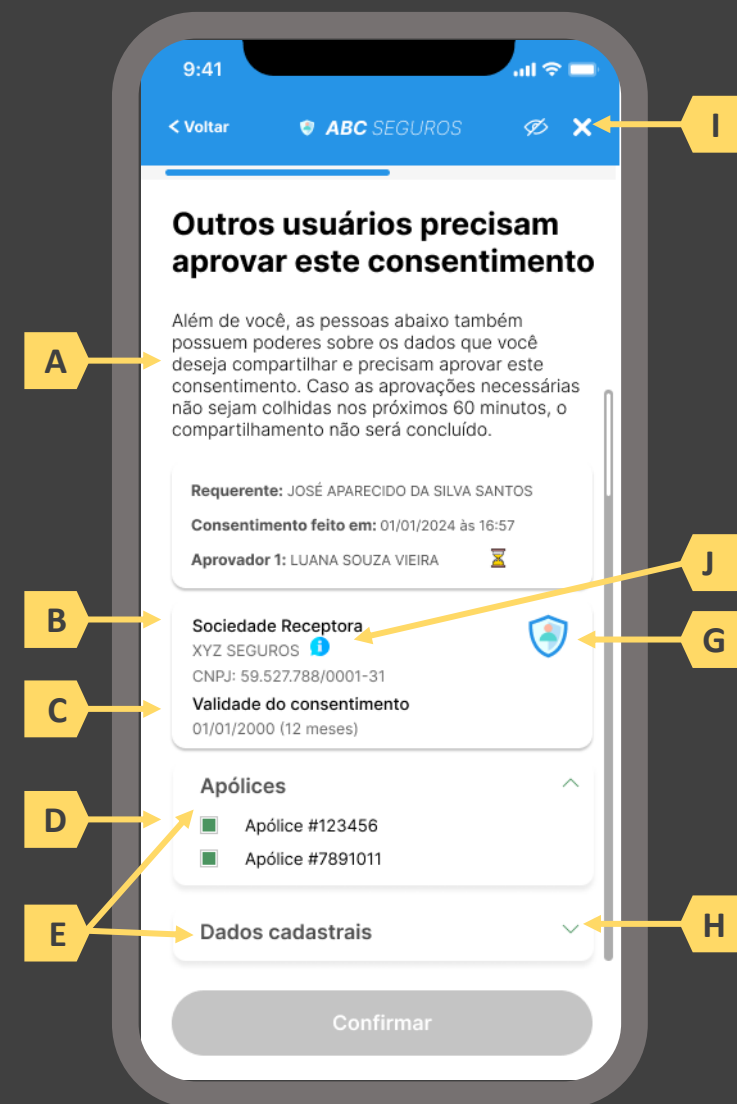 9:41
< Voltar
ABC SEGUROS
I
Outros usuários precisam
aprovar este consentimento
Além de você, as pessoas abaixo também
possuem poderes sobre os dados que você
deseja compartilhar e precisam aprovar este
consentimento. Caso as aprovações necessárias
não sejam colhidas nos próximos 60 minutos, o
compartilhamento não será concluído.
A
Requerente: JOSÉ APARECIDO DA SILVA SANTOS
Consentimento feito em: 01/01/2024 às 16:57
Aprovador 1: LUANA SOUZA VIEIRA
J
B
Sociedade Receptora
XYZ SEGUROS
G
CNPJ: 59.527.788/0001-31
C
Validade do consentimento
01/01/2000 (12 meses)
Apólices
D
Apólice #123456
Apólice #7891011
E
Dados cadastrais
H
Confirmar